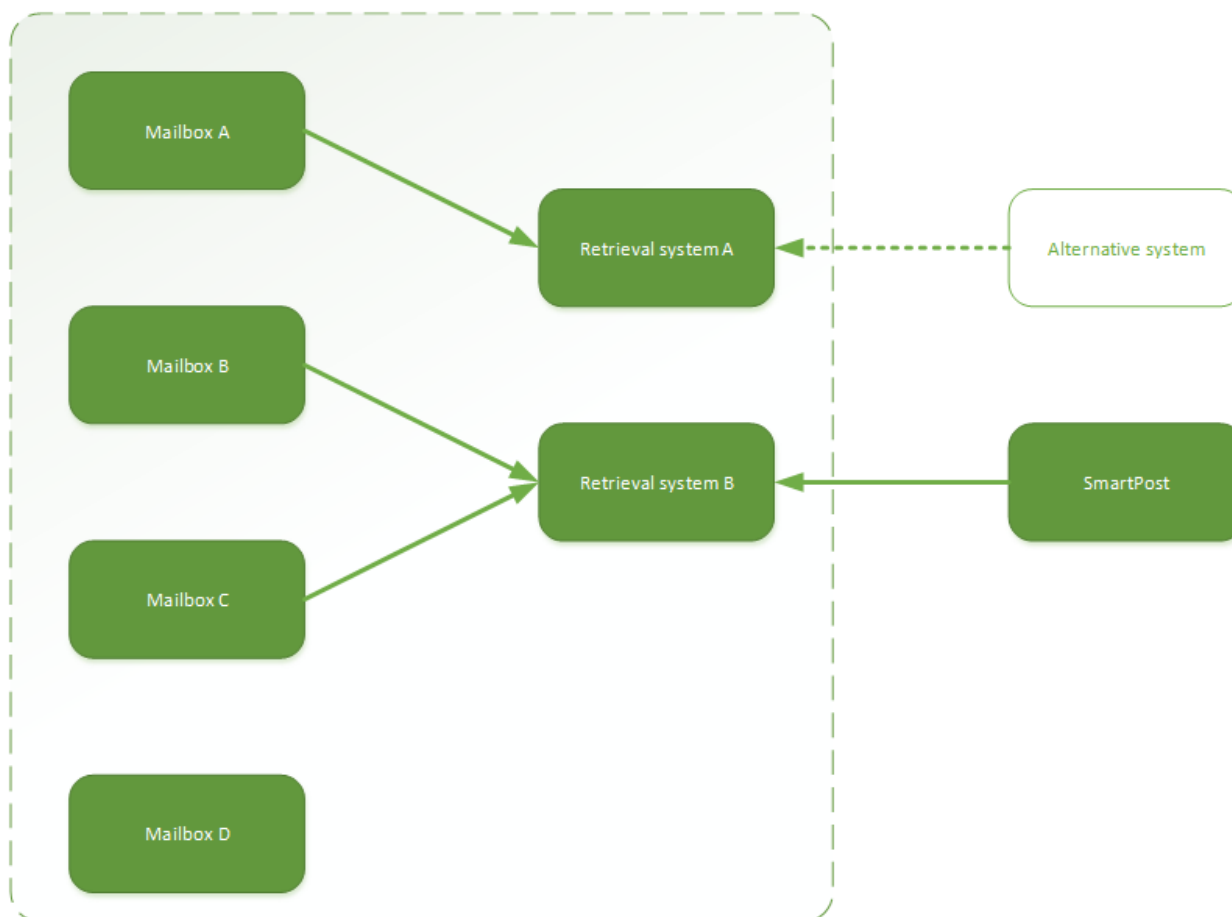 Mailbox A
Retrieval system A
Alternative system
Mailbox B
Retrieval system B
SmartPost
Mailbox C
Mailbox D